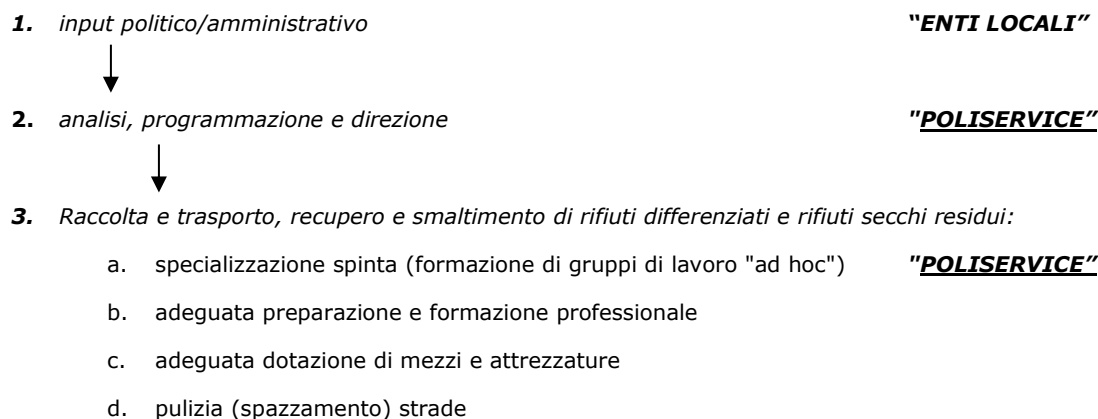 1. input politico/amministrativo “ENTI LOCALI”
2. analisi, programmazione e direzione "POLISERVICE”
3. Raccolta e trasporto, recupero e smaltimento di rifiuti differenziati e rifiuti secchi residui:
a. specializzazione spinta (formazione di gruppi di lavoro "ad hoc") "POLISERVICE”
b. adeguata preparazione e formazione professionale
c. adeguata dotazione di mezzi e attrezzature
d. pulizia (spazzamento) strade